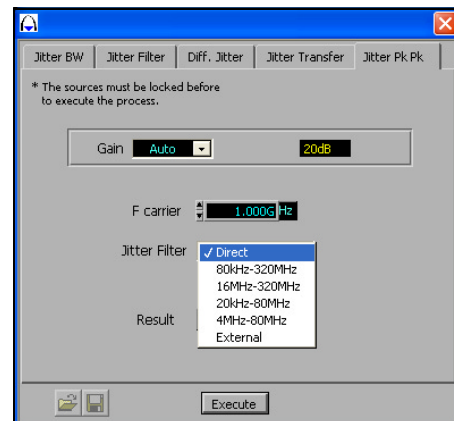 Jitter BW Jitter Filter Diff. Jitter Jitter Transfer Jitter Pk Pk
* The sources must be locked before
to execute the process.
Gain Auto 20dB
F carrier 1.000G Hz
Jitter Filter ✓ Direct
80kHz-320MHz
16MHz-320MHz
20kHz-80MHz
4MHz-80MHz
External
Result
Execute